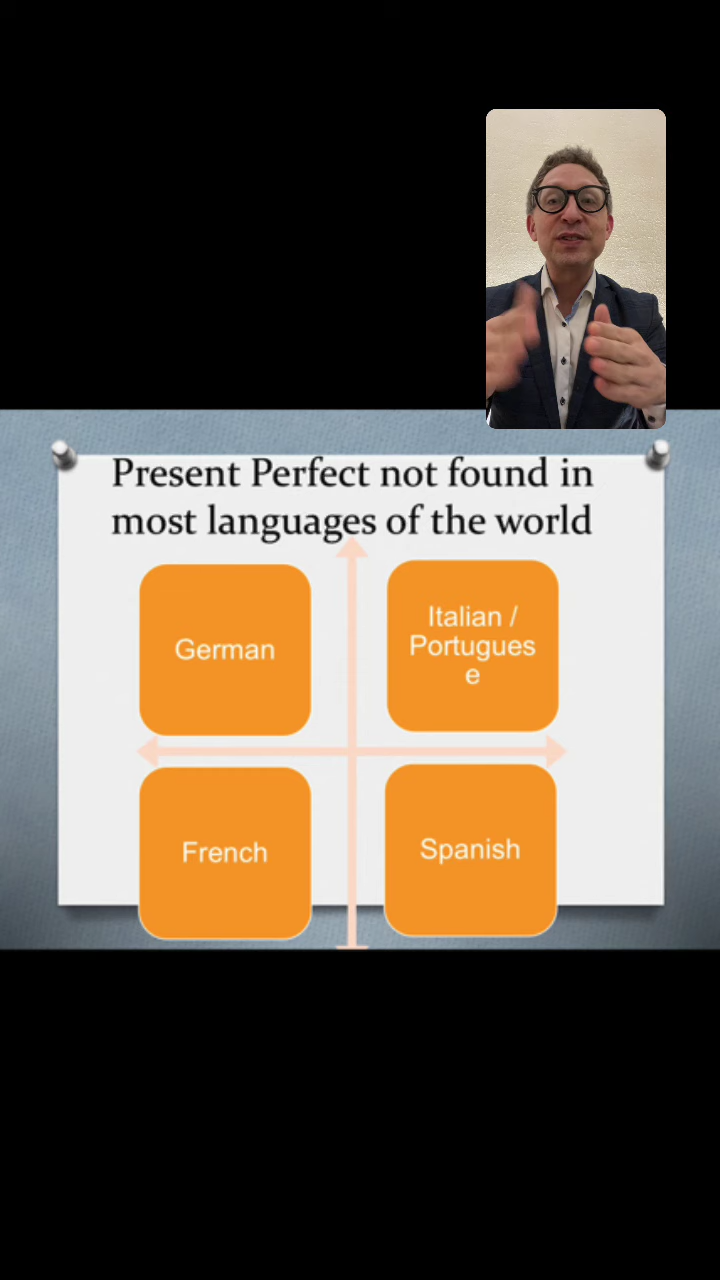 Present Perfect not found in
most languages of the world
German
Italian /
Portugues
e
French
Spanish